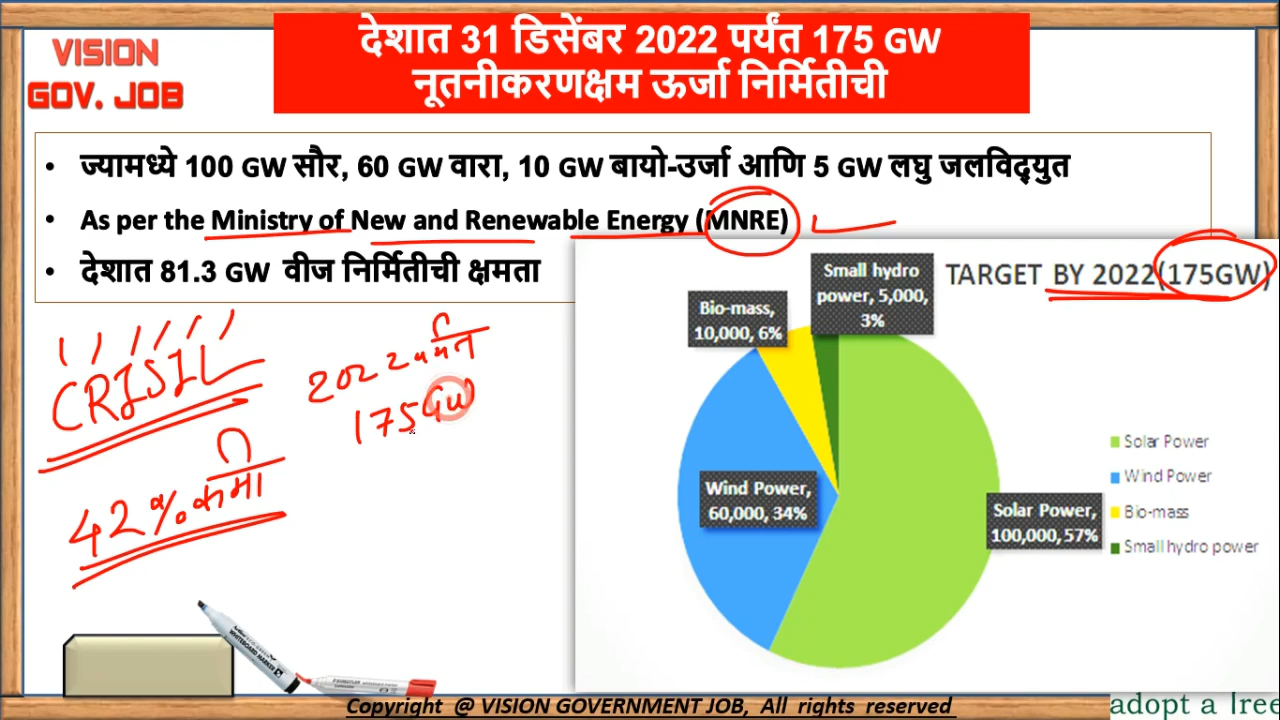 VISION
GOV. JOB
देशात 31 डिसेंबर 2022 पर्यंत 175 GW
नूतनीकरणक्षम ऊर्जा निर्मितीची
• ज्यामध्ये 100 GW सौर, 60 GW वारा, 10 GW बायो-उर्जा आणि 5 GW लघु जलविद्युत
• As per the Ministry of New and Renewable Energy (MNRE)
• देशात 81.3 GW वीज निर्मितीची क्षमता
TARGET BY 2022(175GW)
Small hydro
power, 5,000,
3%
Bio-mass,
10,000, 6%
Wind Power,
60,000, 34%
Solar Power,
100,000, 57%
Solar Power
Wind Power
Bio-mass
Small hydro power
CRISIL
42% कमी
2022 पर्यंत
175GW
WHITEBOARD MARKER
Copyright @ VISION GOVERNMENT JOB, All rights reserved
adopt a Tree